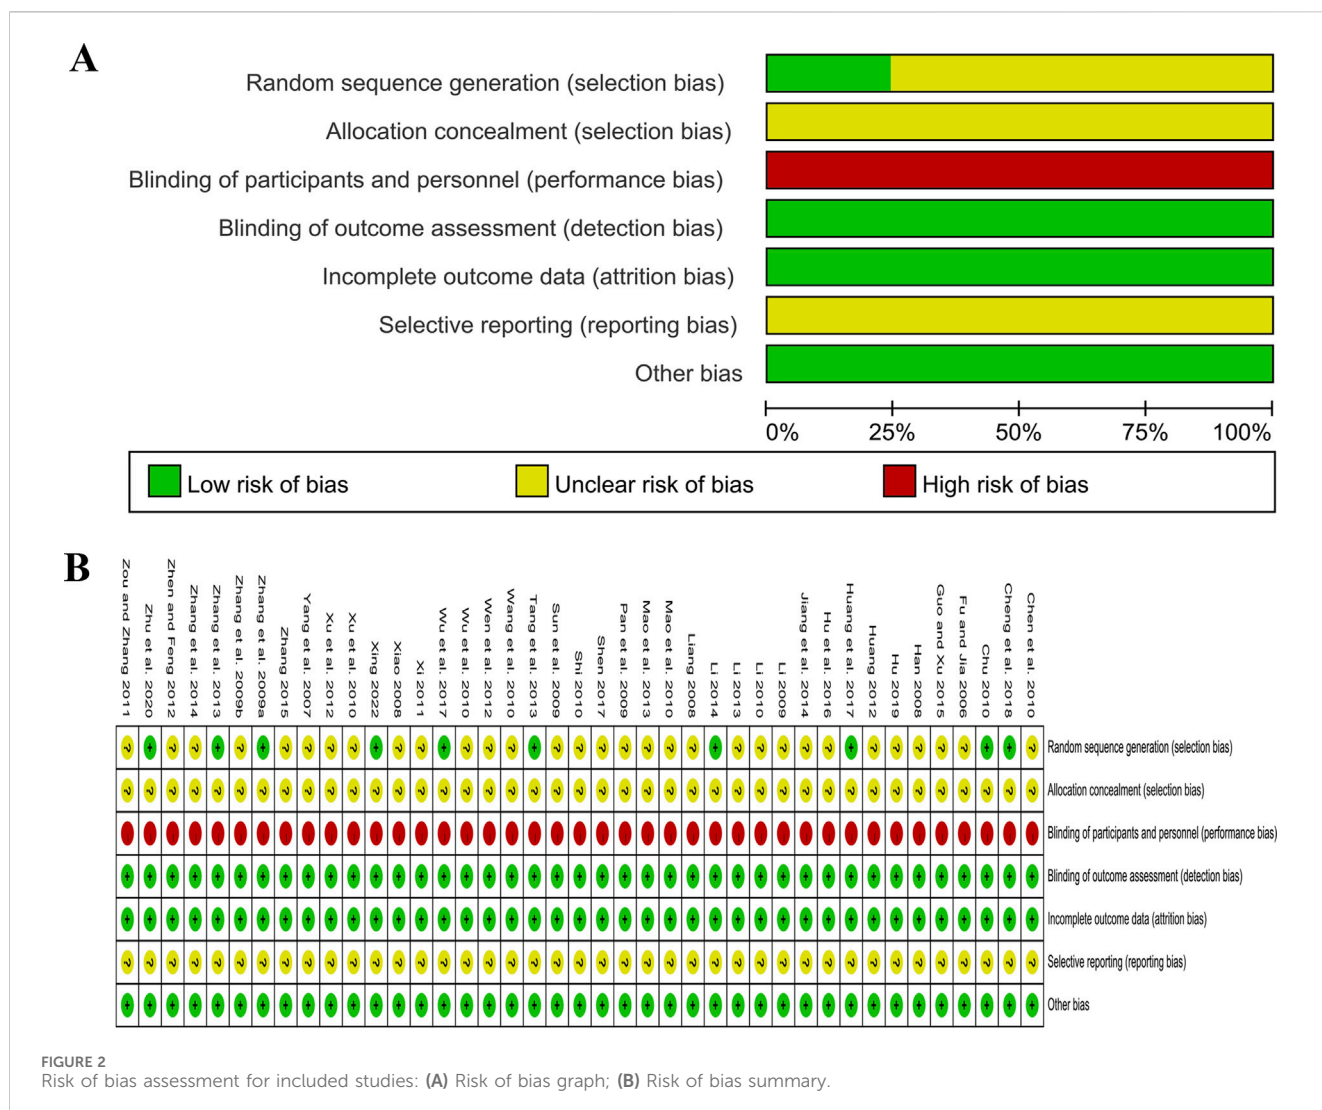 A
Random sequence generation (selection bias)
Allocation concealment (selection bias)
Blinding of participants and personnel (performance bias)
Blinding of outcome assessment (detection bias)
Incomplete outcome data (attrition bias)
Selective reporting (reporting bias)
Other bias
0% 25% 50% 75% 100%
Low risk of bias Unclear risk of bias High risk of bias
B
Zou and Zhang 2011
Zhu et al. 2020
Zhen and Feng 2012
Zhang et al. 2014
Zhang et al. 2013
Zhang et al. 2009b
Zhang et al. 2009a
Zhang 2015
Yang et al. 2007
Xu et al. 2012
Xu et al. 2010
Xing 2022
Xiao 2008
Xi 2011
Wu et al. 2017
Wu et al. 2010
Wen et al. 2012
Wang et al. 2010
Tang et al. 2013
Sun et al. 2009
Shi 2010
Shen 2017
Pan et al. 2009
Mao et al. 2013
Mao et al. 2010
Liang 2008
Li 2014
Li 2013
Li 2010
Li 2009
Jiang et al. 2014
Hu et al. 2016
Huang et al. 2017
Huang 2012
Hu 2019
Han 2008
Guo and Xu 2015
Fu and Jia 2006
Chu 2010
Cheng et al. 2018
Chen et al. 2010
? + ? ? + ? + ? ? ? ? + ? ? + ? ? ? + ? ? ? ? ? ? ? + ? ? ? ? ? + ? ? ? ? ? + + ? Random sequence generation (selection bias)
? ? ? ? ? ? ? ? ? ? ? ? ? ? ? ? ? ? ? ? ? ? ? ? ? ? ? ? ? ? ? ? ? ? ? ? ? ? ? ? ? Allocation concealment (selection bias)
Blinding of participants and personnel (performance bias)
+ + + + + + + + + + + + + + + + + + + + + + + + + + + + + + + + + + + + + + + + + Blinding of outcome assessment (detection bias)
+ + + + + + + + + + + + + + + + + + + + + + + + + + + + + + + + + + + + + + + + + Incomplete outcome data (attrition bias)
? ? ? ? ? ? ? ? ? ? ? ? ? ? ? ? ? ? ? ? ? ? ? ? ? ? ? ? ? ? ? ? ? ? ? ? ? ? ? ? ? Selective reporting (reporting bias)
+ + + + + + + + + + + + + + + + + + + + + + + + + + + + + + + + + + + + + + + + + Other bias
FIGURE 2
Risk of bias assessment for included studies: (A) Risk of bias graph; (B) Risk of bias summary.